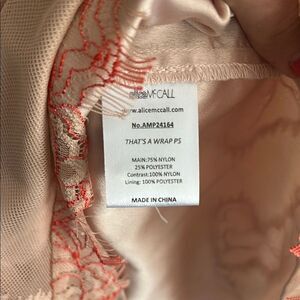 alice McCALL
www.alicemccall.com
No.AMP24164
THAT'S A WRAP PS
MAIN:75% NYLON
25% POLYESTER
Contrast:100% NYLON
Lining: 100% POLYESTER
MADE IN CHINA